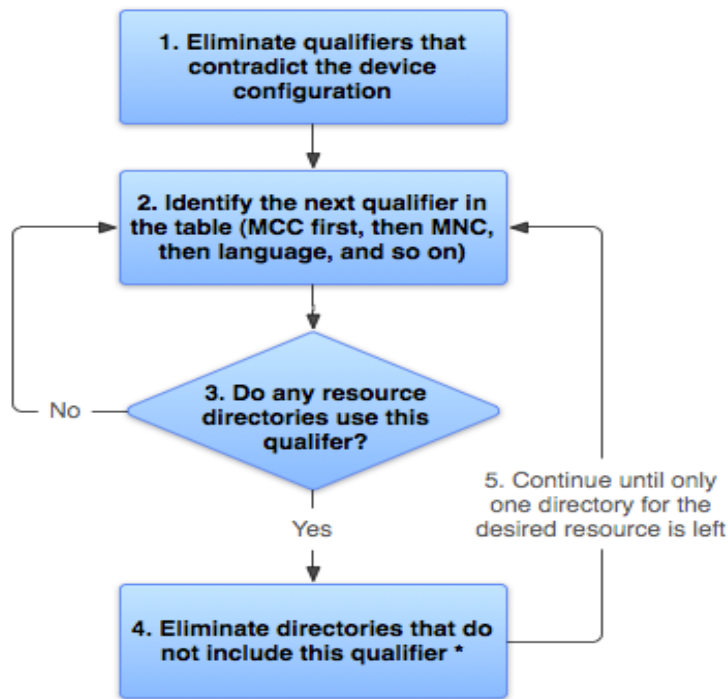 1. Eliminate qualifiers that
contradict the device
configuration
2. Identify the next qualifier in
the table (MCC first, then MNC,
then language, and so on)
3. Do any resource
directories use this
qualifer?
No
Yes
5. Continue until only
one directory for the
desired resource is left
4. Eliminate directories that do
not include this qualifier *